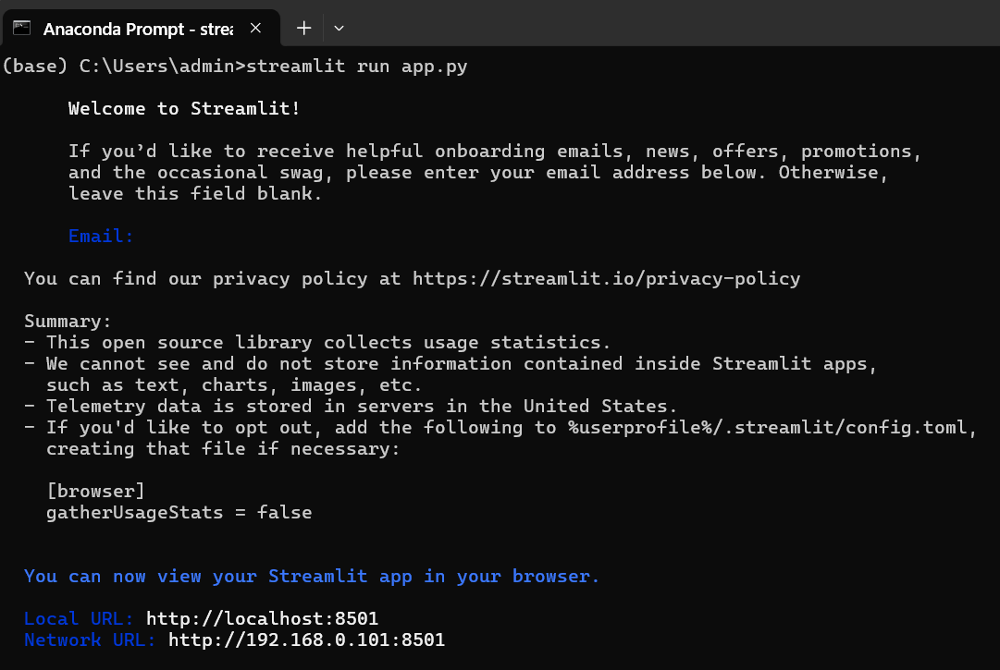 Anaconda Prompt - strea
(base) C:\Users\admin>streamlit run app.py
Welcome to Streamlit!
If you’d like to receive helpful onboarding emails, news, offers, promotions,
and the occasional swag, please enter your email address below. Otherwise,
leave this field blank.
Email:
You can find our privacy policy at https://streamlit.io/privacy-policy
Summary:
- This open source library collects usage statistics.
- We cannot see and do not store information contained inside Streamlit apps,
such as text, charts, images, etc.
- Telemetry data is stored in servers in the United States.
- If you'd like to opt out, add the following to %userprofile%/.streamlit/config.toml,
creating that file if necessary:
[browser]
gatherUsageStats = false
You can now view your Streamlit app in your browser.
Local URL: http://localhost:8501
Network URL: http://192.168.0.101:8501